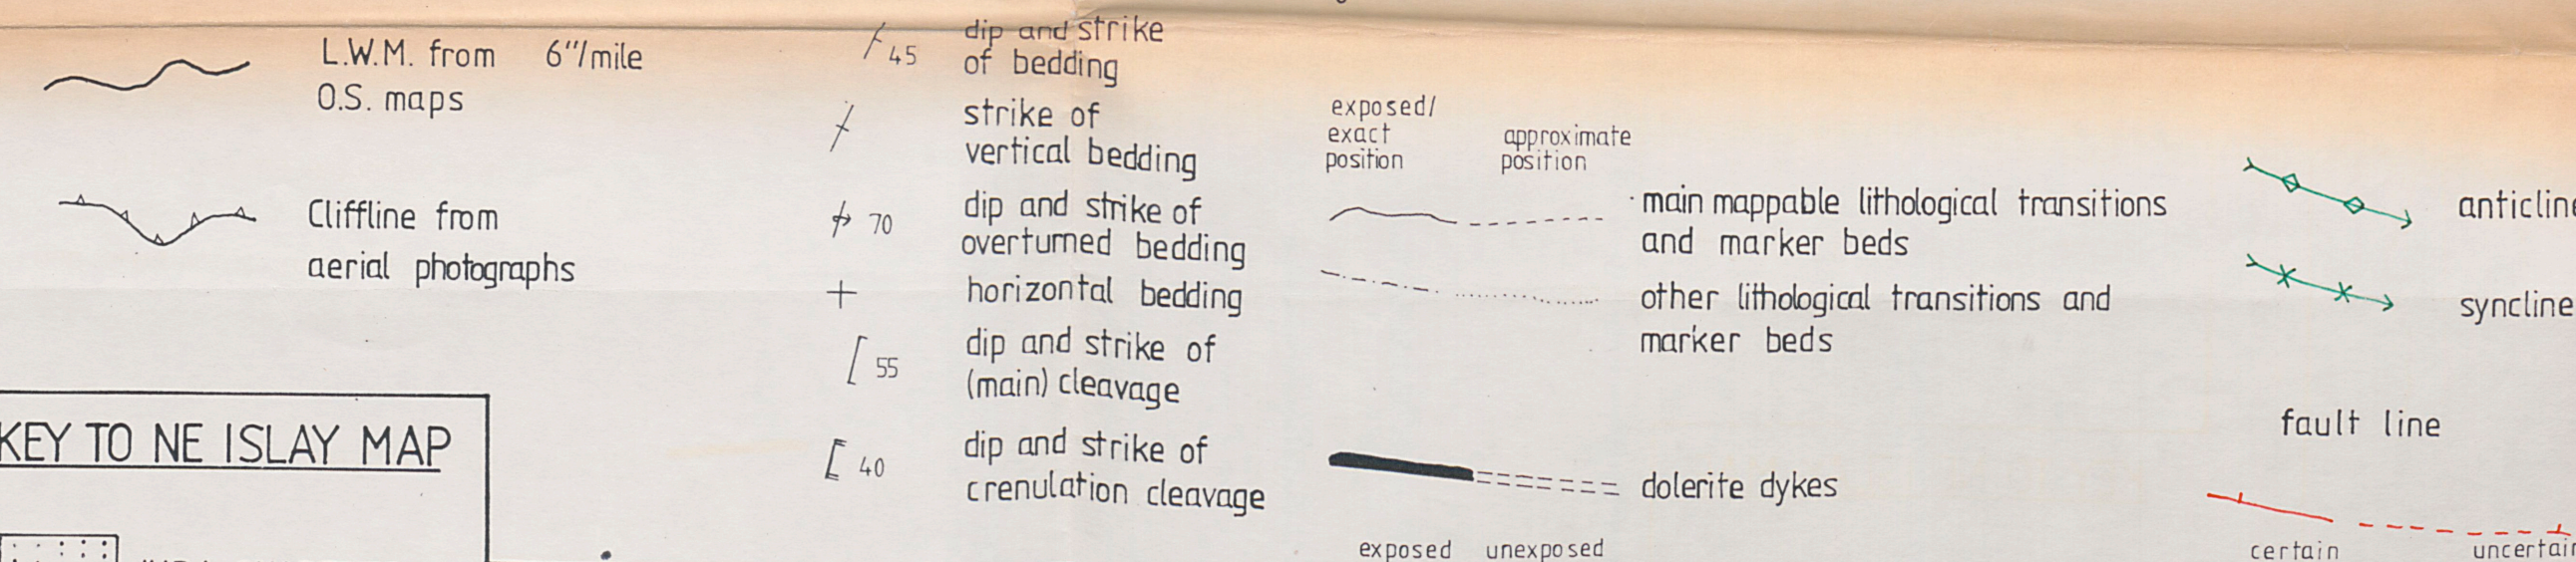 L.W.M. from 6"/mile
O.S. maps
Cliffline from
aerial photographs
KEY TO NE ISLAY MAP
45
dip and strike
of bedding
strike of
vertical bedding
70
dip and strike of
overturned bedding
horizontal bedding
55
dip and strike of
(main) cleavage
40
dip and strike of
crenulation cleavage
exposed/
exact
position
approximate
position
main mappable lithological transitions
and marker beds
other lithological transitions and
marker beds
dolerite dykes
exposed unexposed
anticline
syncline
fault line
certain uncertain